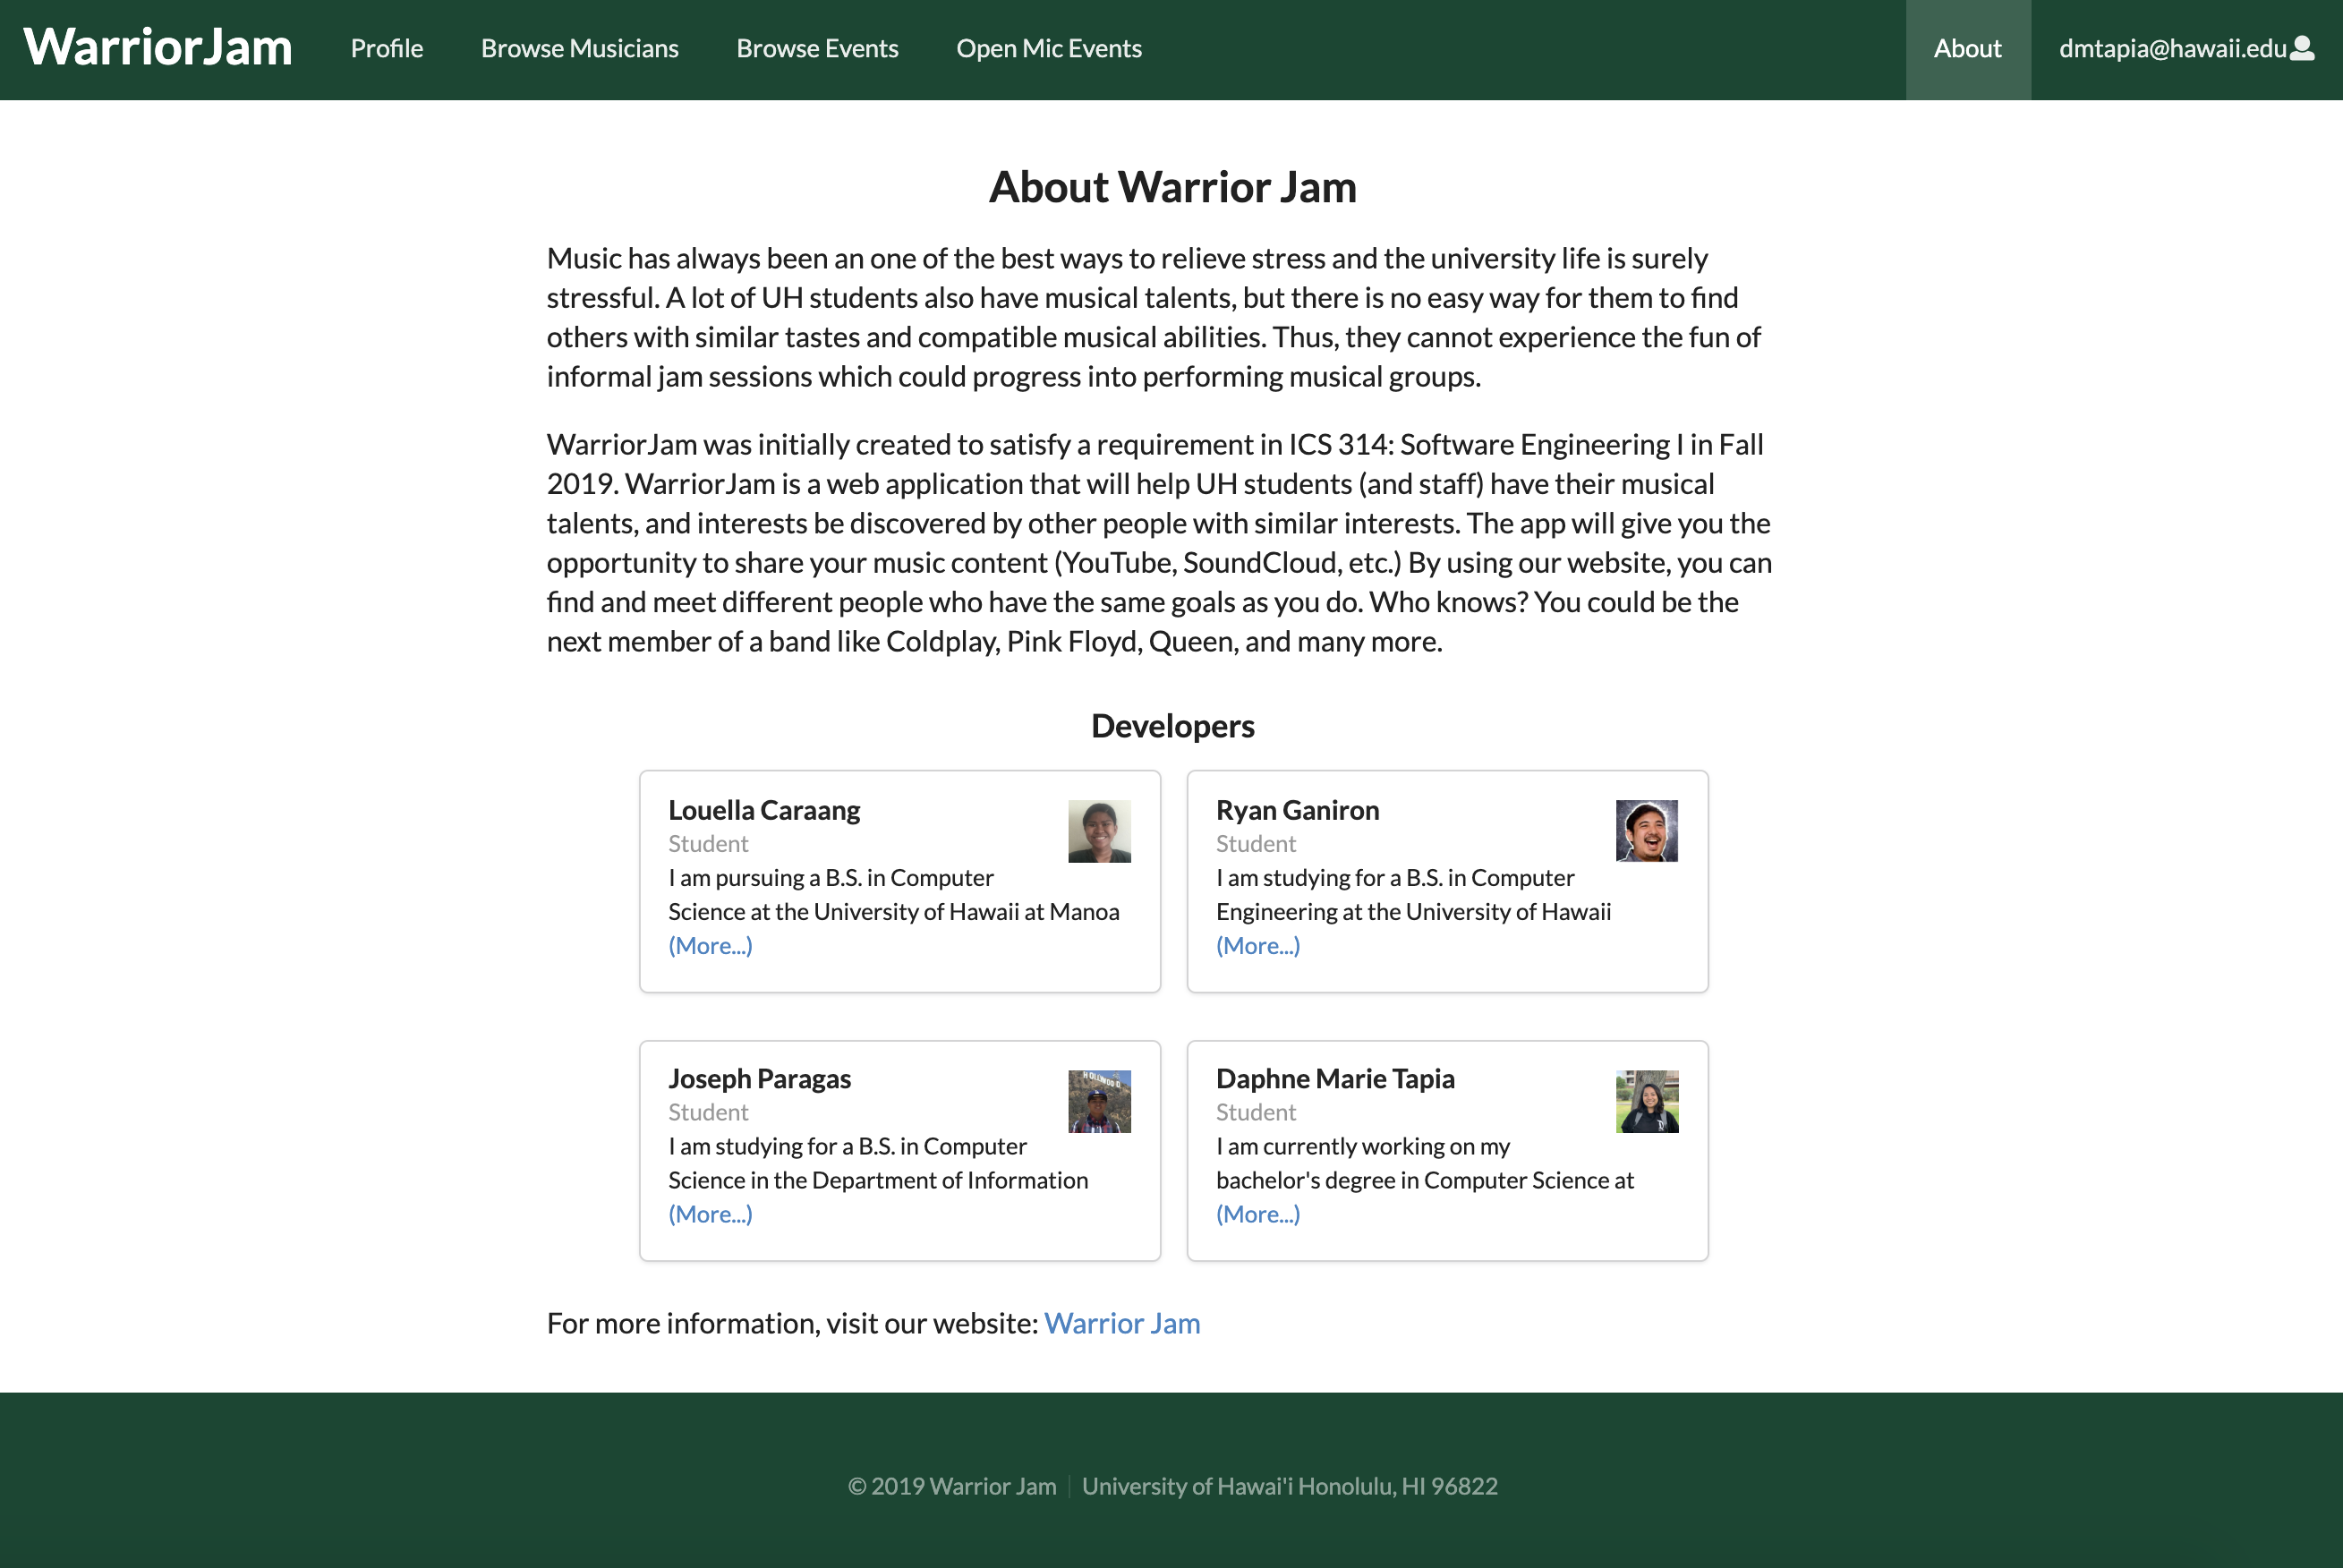 WarriorJam Profile Browse Musicians Browse Events Open Mic Events About dmtapia@hawaii.edu
About Warrior Jam
Music has always been an one of the best ways to relieve stress and the university life is surely
stressful. A lot of UH students also have musical talents, but there is no easy way for them to find
others with similar tastes and compatible musical abilities. Thus, they cannot experience the fun of
informal jam sessions which could progress into performing musical groups.
WarriorJam was initially created to satisfy a requirement in ICS 314: Software Engineering I in Fall
2019. WarriorJam is a web application that will help UH students (and staff) have their musical
talents, and interests be discovered by other people with similar interests. The app will give you the
opportunity to share your music content (YouTube, SoundCloud, etc.) By using our website, you can
find and meet different people who have the same goals as you do. Who knows? You could be the
next member of a band like Coldplay, Pink Floyd, Queen, and many more.
Developers
Louella Caraang
Student
I am pursuing a B.S. in Computer
Science at the University of Hawaii at Manoa
(More...)
Ryan Ganiron
Student
I am studying for a B.S. in Computer
Engineering at the University of Hawaii
(More...)
Joseph Paragas
Student
I am studying for a B.S. in Computer
Science in the Department of Information
(More...)
HOLLYWOOD
Daphne Marie Tapia
Student
I am currently working on my
bachelor's degree in Computer Science at
(More...)
For more information, visit our website: Warrior Jam
© 2019 Warrior Jam University of Hawai'i Honolulu, HI 96822